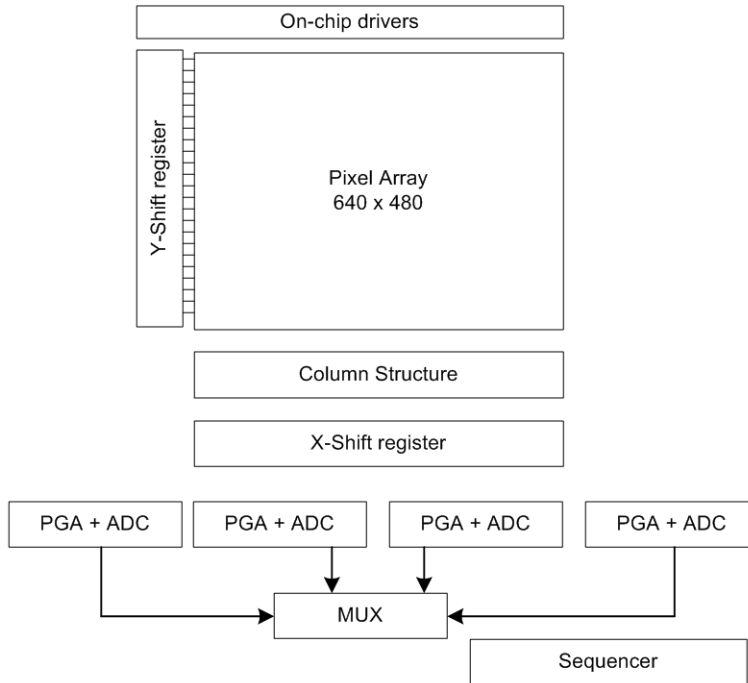 On-chip drivers
Y-Shift register
Pixel Array
640 x 480
Column Structure
X-Shift register
PGA + ADC
PGA + ADC
PGA + ADC
PGA + ADC
MUX
Sequencer